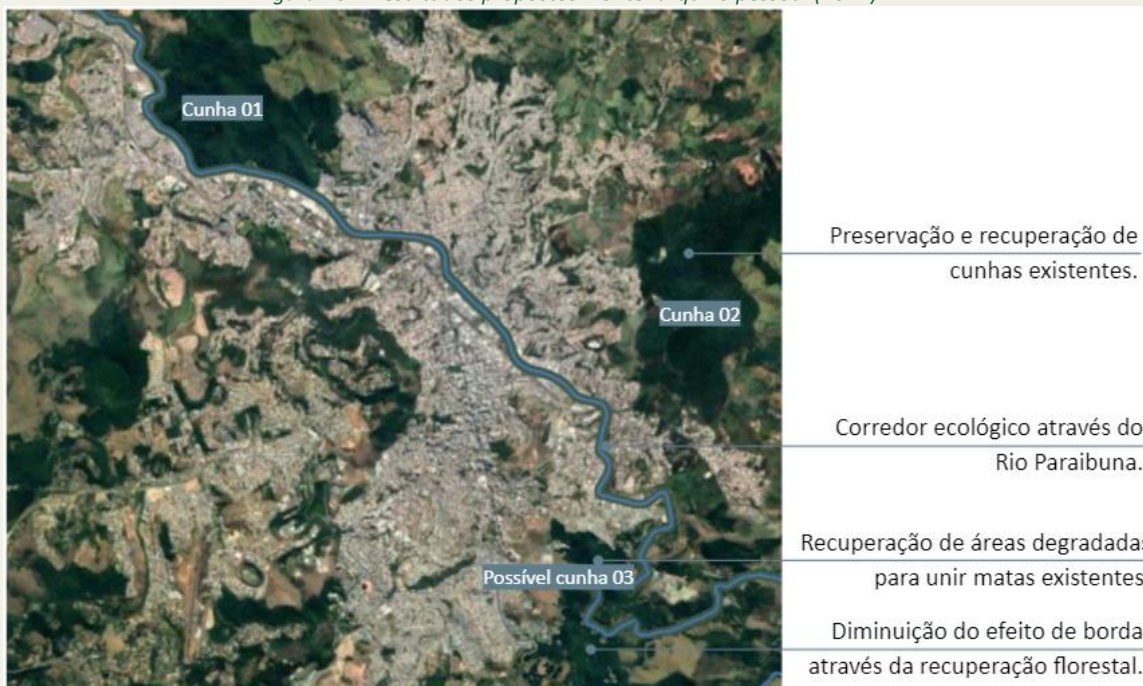 Cunha 01
Preservação e recuperação de
cunhas existentes.
Cunha 02
Corredor ecológico através do
Rio Paraibuna.
Recuperação de áreas degradada
para unir matas existentes
Possível cunha 03
Diminuição do efeito de borda
através da recuperação florestal.